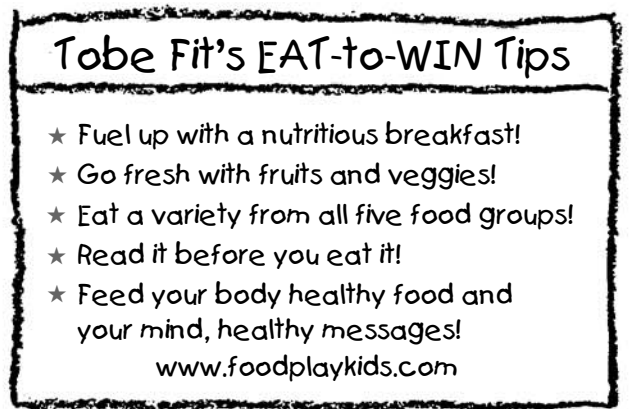 Tobe Fit's EAT-to-WIN Tips
★ Fuel up with a nutritious breakfast!
★ Go fresh with fruits and veggies!
★ Eat a variety from all five food groups!
★ Read it before you eat it!
★ Feed your body healthy food and
your mind, healthy messages!
www.foodplaykids.com